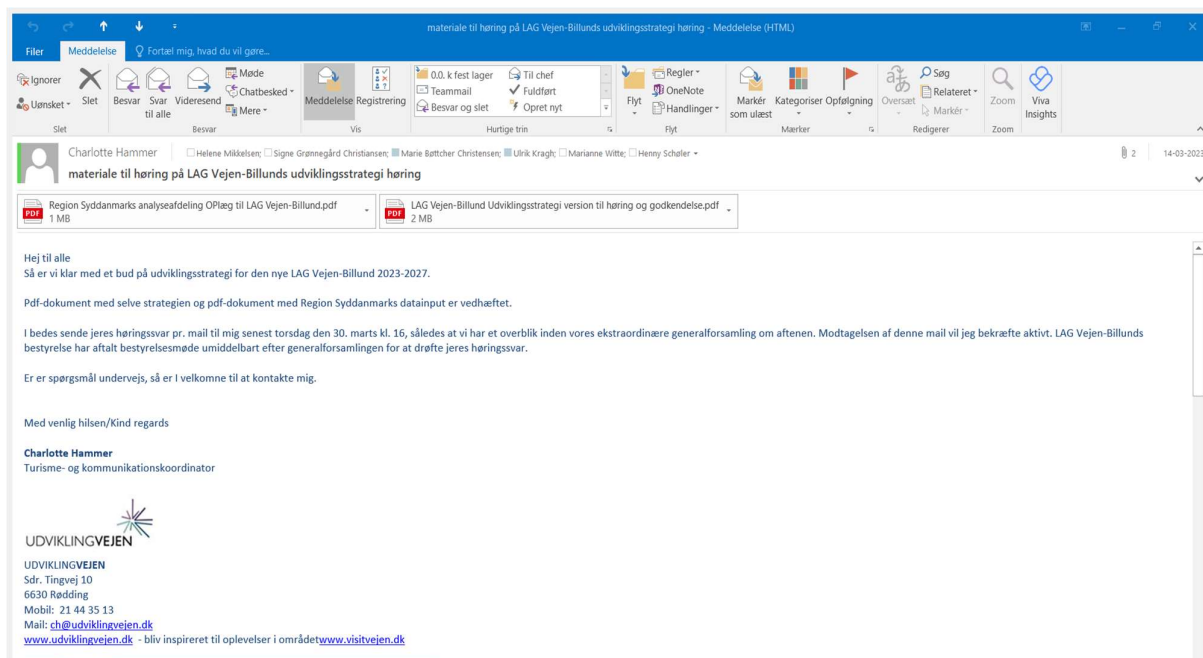 materiale til høring på LAG Vejen-Billunds udviklingsstrategi høring - Meddelelse (HTML)
Filer Meddelelse Fortæl mig, hvad du vil gøre...
Ignorer
Uønsket
Slet
Besvar
Svar til alle
Videresend
Møde
Chatbesked
Mere
Meddelelse
Registrering
0.0. k fest lager
Teammail
Besvar og slet
Til chef
Fuldført
Opret nyt
Flyt
Regler
OneNote
Handlinger
Markér som ulæst
Kategoriser
Opfølgning
Oversæt
Søg
Relateret
Markér
Zoom
Viva Insights
Slet Besvar Vis Hurtige trin Flyt Mærker Redigerer Zoom
Charlotte Hammer Helene Mikkelsen; Signe Grønnegård Christiansen; Marie Bøttcher Christensen; Ulrik Kragh; Marianne Witte; Henny Schøler 2 14-03-2023
materiale til høring på LAG Vejen-Billunds udviklingsstrategi høring
PDF Region Syddanmarks analyseafdeling OPlæg til LAG Vejen-Billund.pdf
1 MB
PDF LAG Vejen-Billund Udviklingsstrategi version til høring og godkendelse.pdf
2 MB
Hej til alle
Så er vi klar med et bud på udviklingsstrategi for den nye LAG Vejen-Billund 2023-2027.
Pdf-dokument med selve strategien og pdf-dokument med Region Syddanmarks datainput er vedhæftet.
I bedes sende jeres høringssvar pr. mail til mig senest torsdag den 30. marts kl. 16, således at vi har et overblik inden vores ekstraordinære generalforsamling om aftenen. Modtagelsen af denne mail vil jeg bekræfte aktivt. LAG Vejen-Billunds
bestyrelse har aftalt bestyrelsesmøde umiddelbart efter generalforsamlingen for at drøfte jeres høringssvar.
Er er spørgsmål undervejs, så er I velkomne til at kontakte mig.
Med venlig hilsen/Kind regards
Charlotte Hammer
Turisme- og kommunikationskoordinator
UDVIKLINGVEJEN
UDVIKLINGVEJEN
Sdr. Tingvej 10
6630 Rødding
Mobil: 21 44 35 13
Mail: ch@udviklingvejen.dk
www.udviklingvejen.dk - bliv inspireret til oplevelser i områdetwww.visitvejen.dk